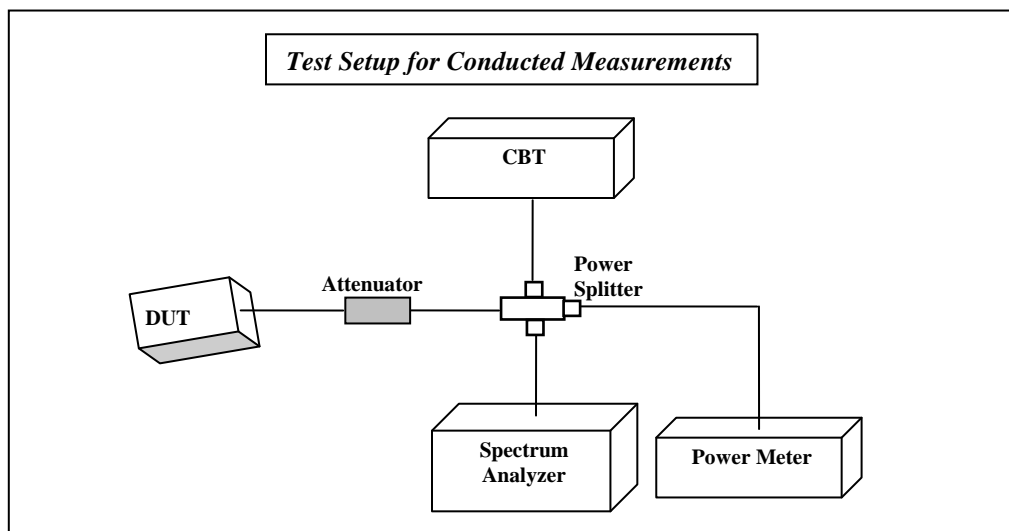 Test Setup for Conducted Measurements
CBT
Power
Splitter
Attenuator
DUT
Spectrum
Analyzer
Power Meter